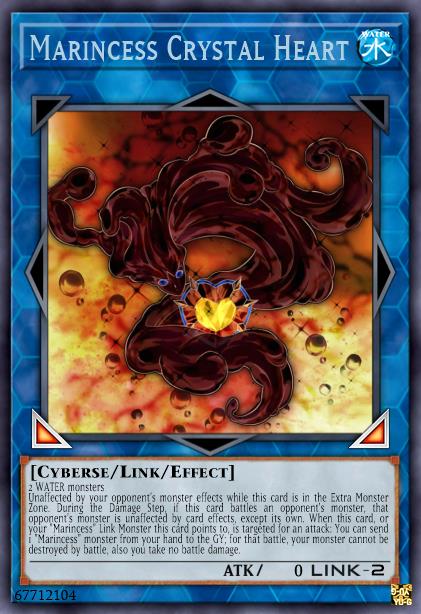 Marincess Crystal Heart
WATER
水
[Cyberse/Link/Effect]
2 WATER monsters
Unaffected by your opponent's monster effects while this card is in the Extra Monster
Zone. During the Damage Step, if this card battles an opponent's monster, that
opponent's monster is unaffected by card effects, except its own. When this card, or
your "Marincess" Link Monster this card points to, is targeted for an attack: You can send
1 "Marincess" monster from your hand to the GY; for that battle, your monster cannot be
destroyed by battle, also you take no battle damage.
ATK/ 0 LINK-2
67712104